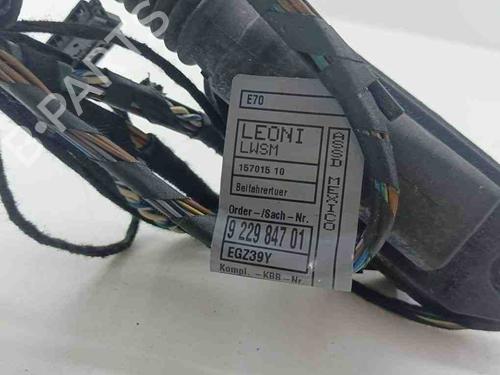 E70
LEONI
LWSM
157015 10
Beifahrertuer
Order-/Sach-Nr.
9 229 847 01
EGZ39Y
Kompl. -KBB-Nr
ASSD MEXICO
B-PARTS